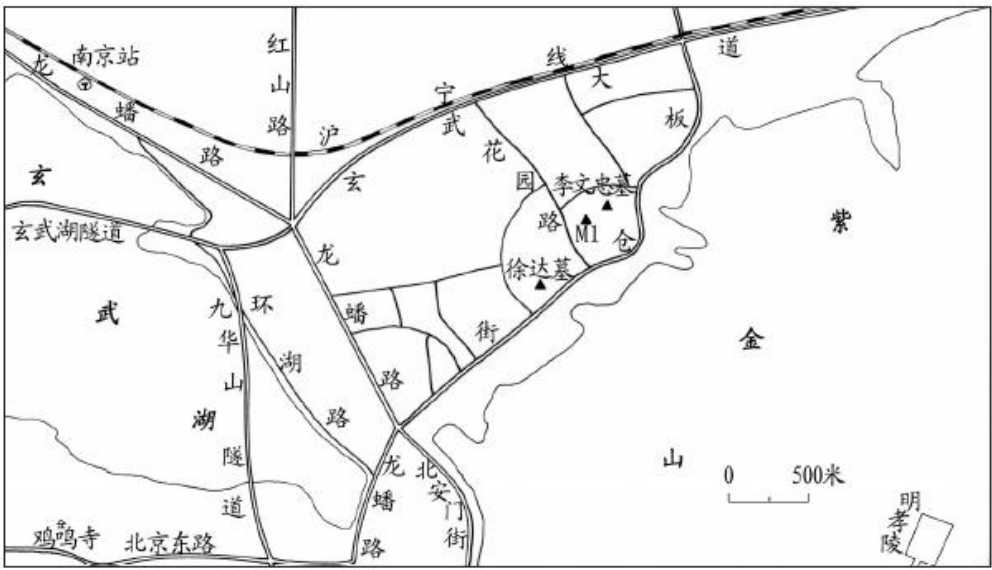 南京站
红山路
沪宁线
龙蟠路
玄武大道
花园路
板仓街
李文忠墓
M1
徐达墓
玄武湖隧道
玄武湖
紫金山
龙蟠路
九华山隧道
环湖路
龙蟠路
北安门街
0 500米
明孝陵
鸡鸣寺
北京东路